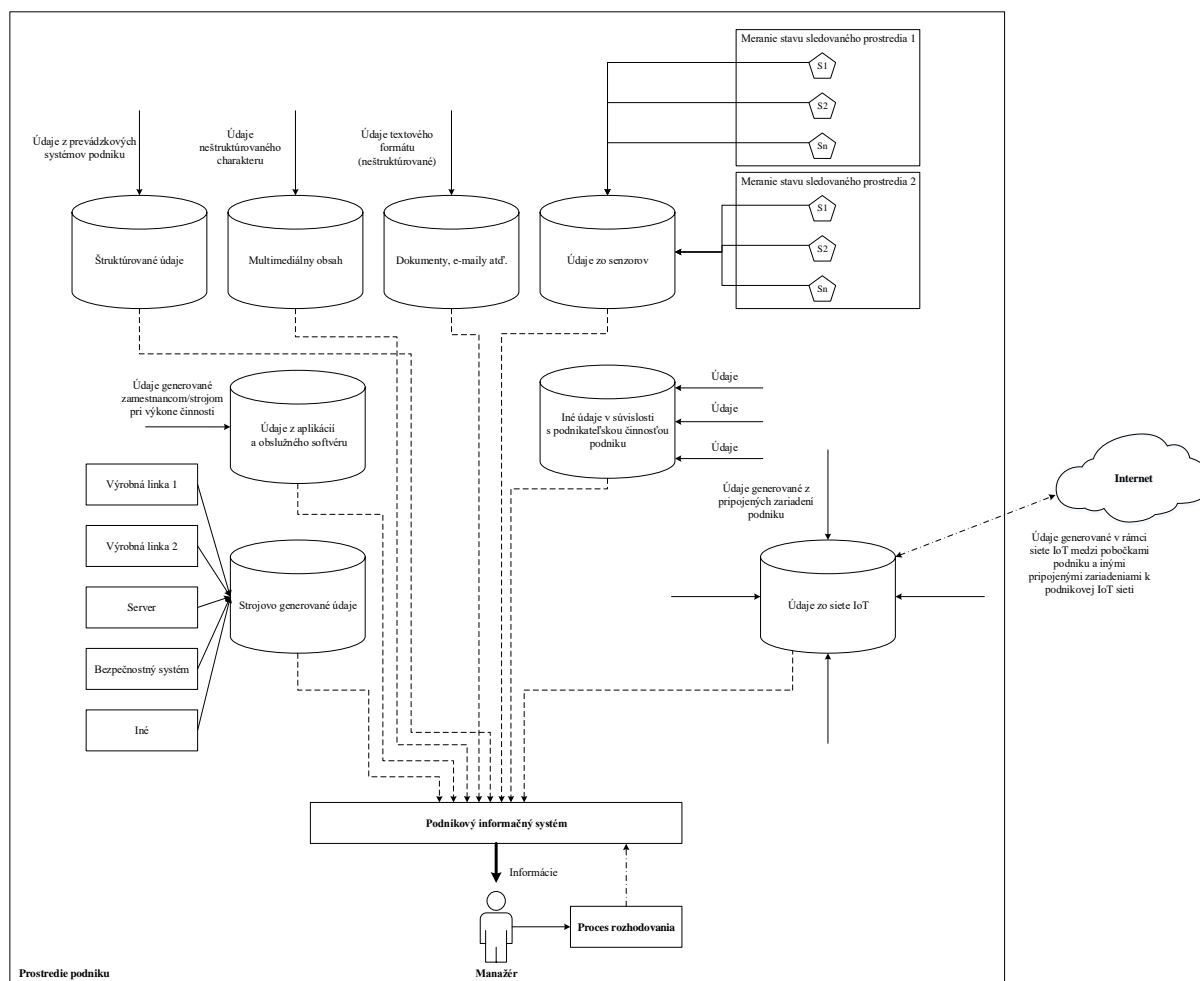 Meranie stavu sledovaného prostredia 1
S1
S2
Sn
Údaje z prevádzkových
systémov podniku
Údaje
neštruktúrovaného
charakteru
Údaje textového
formátu
(neštruktúrované)
Meranie stavu sledovaného prostredia 2
S1
S2
Sn
Štruktúrované údaje
Multimediálny obsah
Dokumenty, e-maily atď.
Údaje zo senzorov
Údaje generované
zamestnancom/strojom
pri výkone činnosti
Údaje z aplikácií
a obslužného softvéru
Iné údaje v súvislosti
s podnikateľskou činnosťou
podniku
Údaje
Údaje
Údaje
Výrobná linka 1
Výrobná linka 2
Server
Bezpečnostný systém
Iné
Strojovo generované údaje
Údaje generované z
pripojených zariadení
podniku
Údaje zo siete IoT
Internet
Údaje generované v rámci
siete IoT medzi pobočkami
podniku a inými
pripojenými zariadeniami k
podnikovej IoT sieti
Podnikový informačný systém
Informácie
Proces rozhodovania
Manažér
Prostredie podniku